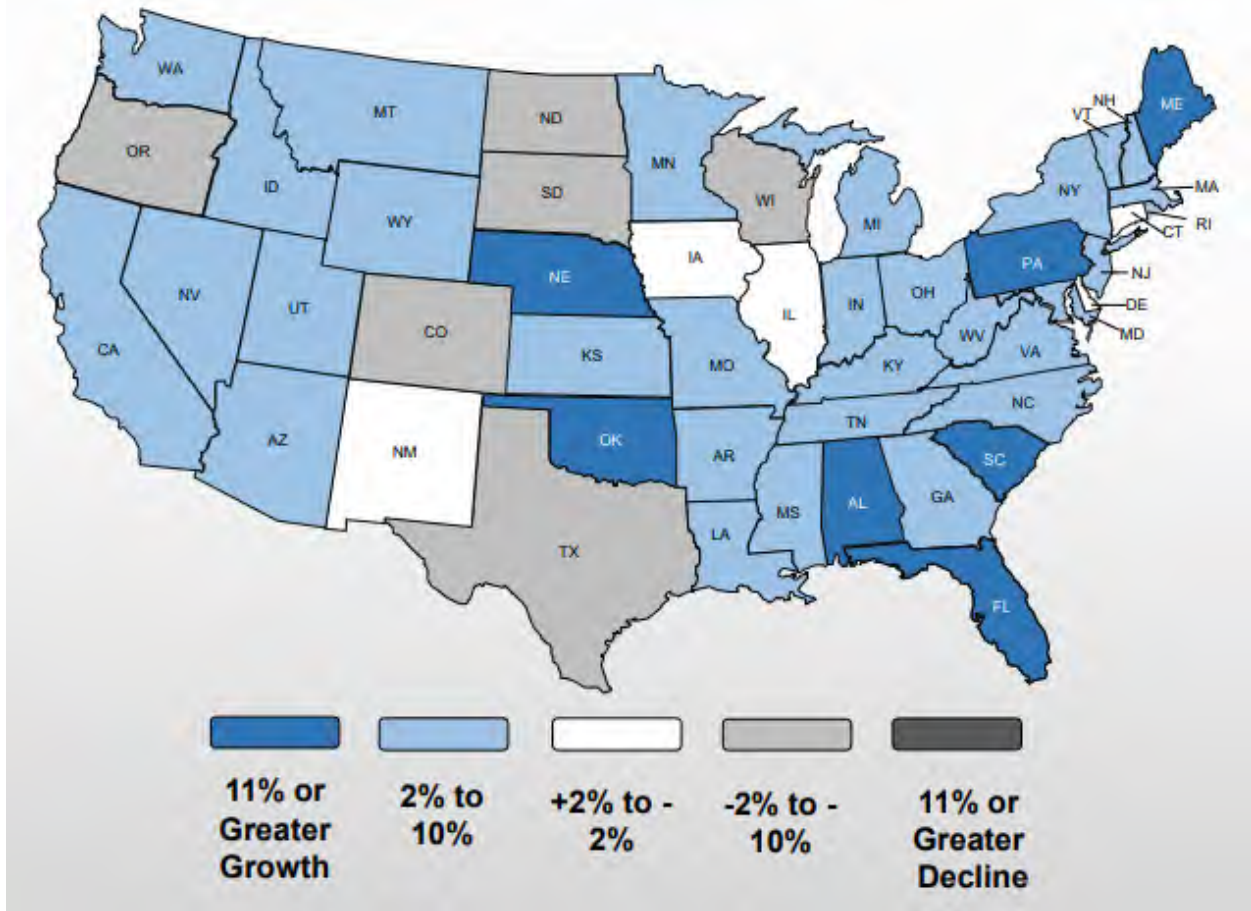 WA
MT
ND
MN
OR
ID
SD
WI
WY
MI
NY
VT
NH
ME
MA
RI
CT
NJ
DE
MD
PA
NE
IA
IL
IN
OH
WV
VA
NV
UT
CO
KS
MO
KY
CA
AZ
NM
OK
AR
TN
NC
SC
TX
LA
MS
AL
GA
FL
11% or
Greater
Growth
2% to
10%
+2% to -
2%
-2% to -
10%
11% or
Greater
Decline